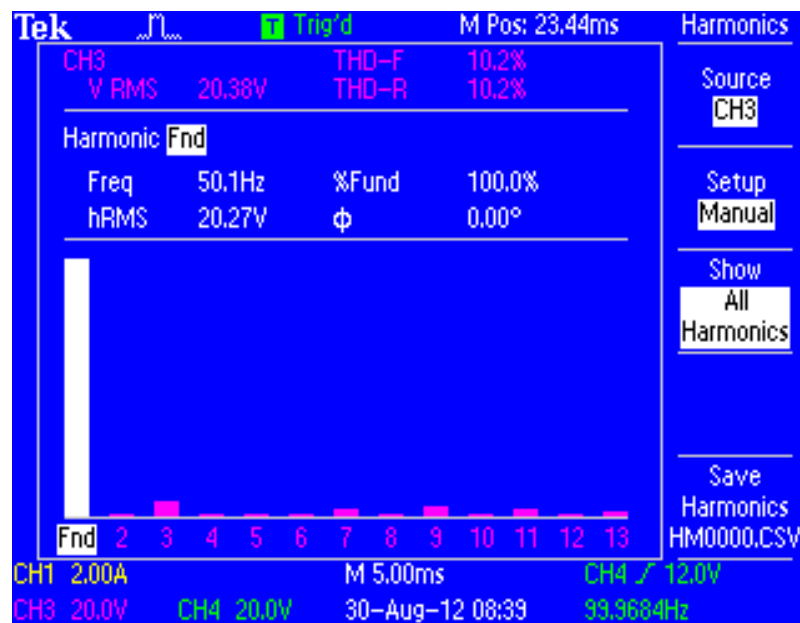 Tek T Trig'd M Pos: 23.44ms Harmonics
CH3 THD-F 10.2%
V RMS 20.38V THD-R 10.2%
Source
CH3
Harmonic Fnd
Freq 50.1Hz %Fund 100.0%
hRMS 20.27V ϕ 0.00°
Setup
Manual
Show
All
Harmonics
Save
Harmonics
HM0000.CSV
Fnd 2 3 4 5 6 7 8 9 10 11 12 13
CH1 2.00A M 5.00ms CH4 12.0V
CH3 20.0V CH4 20.0V 30-Aug-12 08:39 99.9684Hz